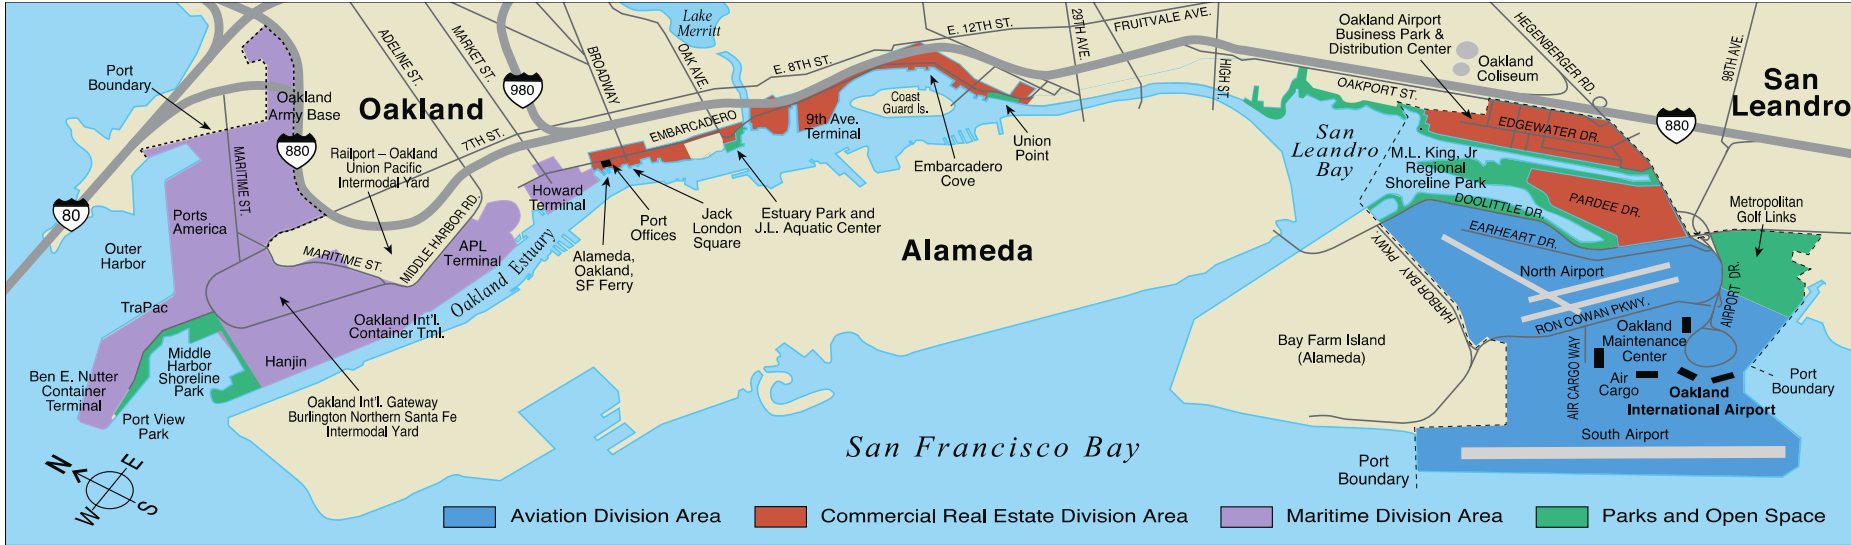 Port
Boundary
Oakland
Army Base
ADELINE ST.
MARKET ST.
980
BROADWAY
Lake
Merritt
OAK AVE.
E. 8TH ST.
E. 12TH ST.
29TH AVE.
FRUITVALE AVE.
HIGH ST.
Oakland Airport
Business Park &
Distribution Center
Oakland
Coliseum
HEGENBERGER RD.
98TH AVE.
San
Leandro
880
Oakland
880
7TH ST.
EMBARCADERO
9th Ave.
Terminal
Coast
Guard Is.
Embarcadero
Cove
Union
Point
OAKPORT ST.
EDGEWATER DR.
San
Leandro
Bay
M.L. King, Jr
Regional
Shoreline Park
PARDEE DR.
DOOLITTLE DR.
EARHEART DR.
Metropolitan
Golf Links
80
MARITIME ST.
Railport – Oakland
Union Pacific
Intermodal Yard
Ports
America
Outer
Harbor
MARITIME ST.
MIDDLE HARBOR RD.
APL
Terminal
Howard
Terminal
Oakland Estuary
Alameda,
Oakland,
SF Ferry
Port
Offices
Jack
London
Square
Estuary Park and
J.L. Aquatic Center
Alameda
TraPac
Oakland Int'l.
Container Tml.
Hanjin
Middle
Harbor
Shoreline
Park
Ben E. Nutter
Container
Terminal
Port View
Park
Oakland Int'l. Gateway
Burlington Northern Santa Fe
Intermodal Yard
HARBOR BAY PKWY.
Bay Farm Island
(Alameda)
North Airport
RON COWAN PKWY.
AIRPORT DR.
Oakland
Maintenance
Center
AIR CARGO WAY
Air
Cargo
Oakland
International Airport
Port
Boundary
South Airport
Port
Boundary
San Francisco Bay
N
E
W
S
Aviation Division Area
Commercial Real Estate Division Area
Maritime Division Area
Parks and Open Space